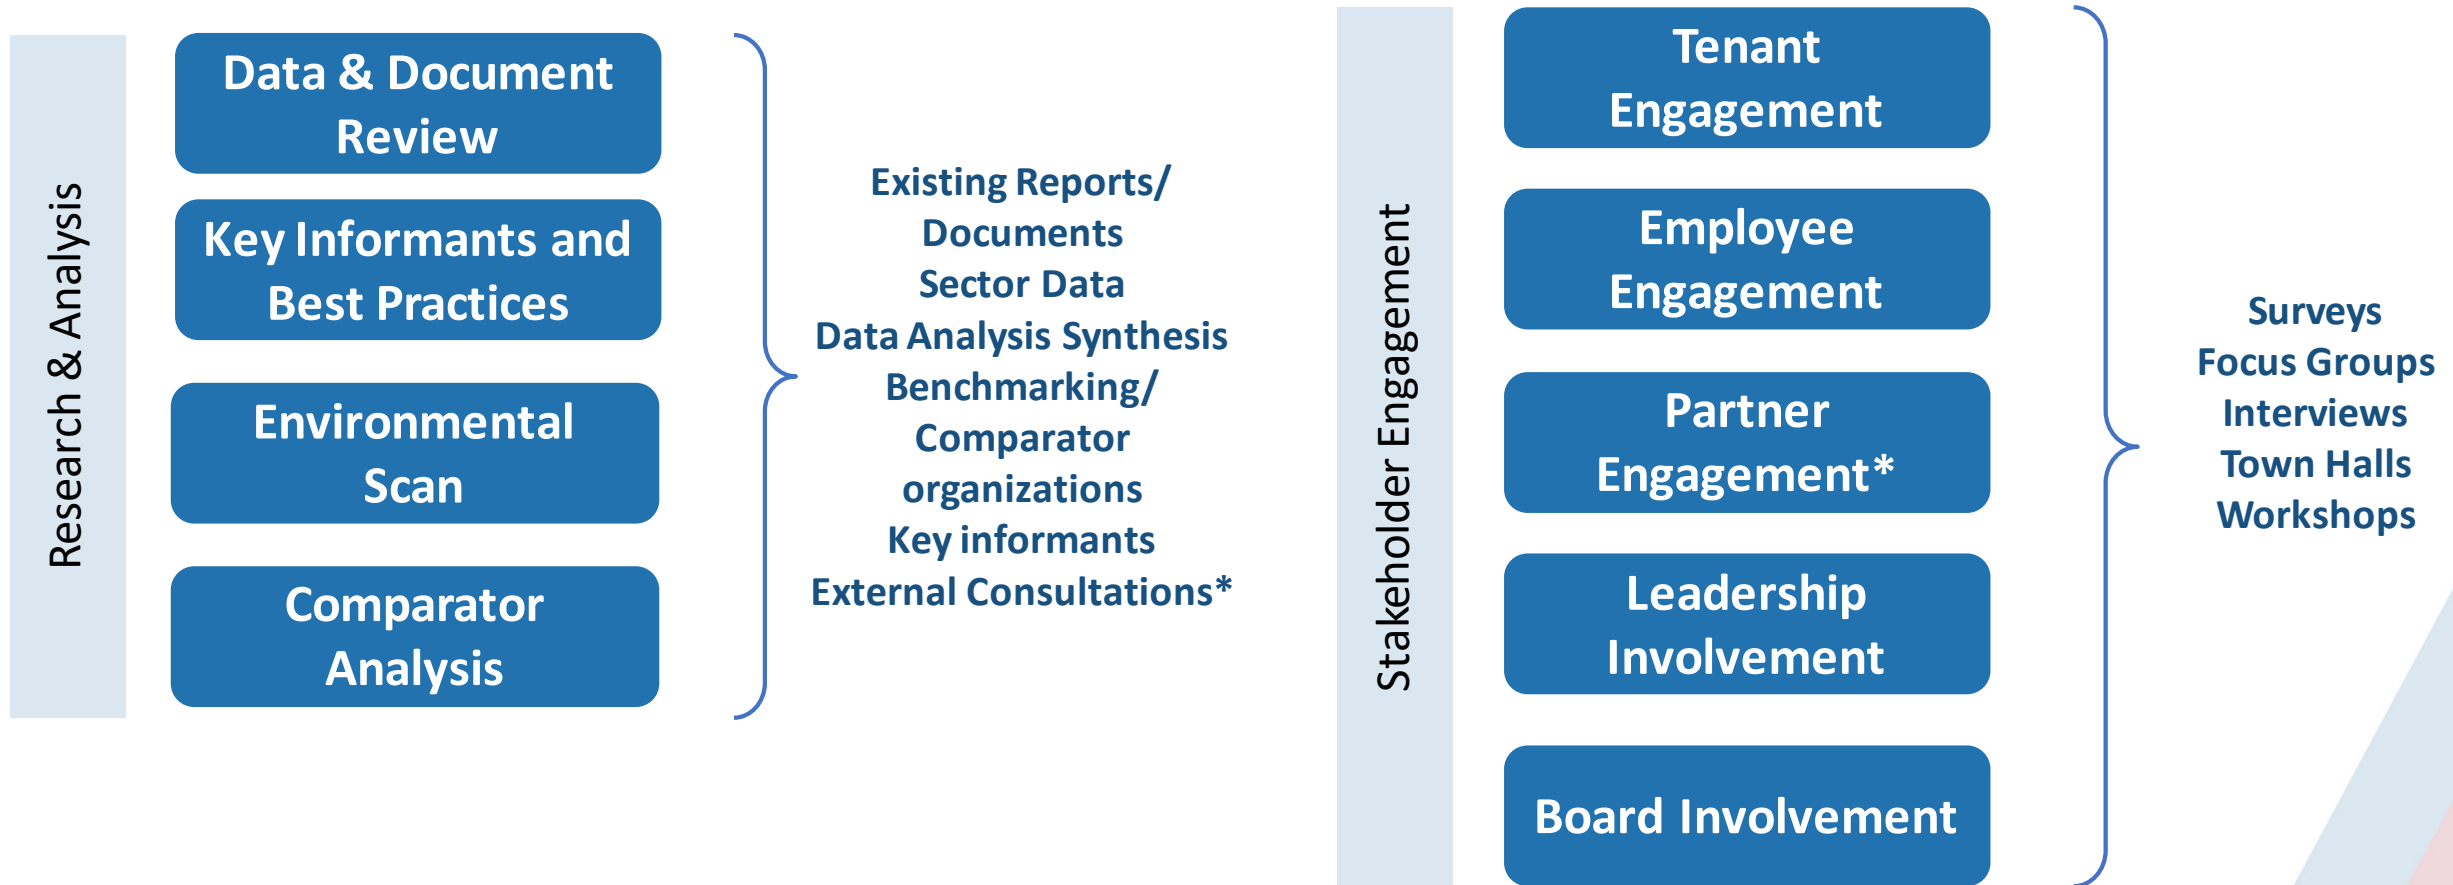 Research & Analysis
Data & Document
Review
Key Informants and
Best Practices
Environmental
Scan
Comparator
Analysis
Existing Reports/
Documents
Sector Data
Data Analysis Synthesis
Benchmarking/
Comparator
organizations
Key informants
External Consultations*
Stakeholder Engagement
Tenant
Engagement
Employee
Engagement
Partner
Engagement*
Leadership
Involvement
Board Involvement
Surveys
Focus Groups
Interviews
Town Halls
Workshops